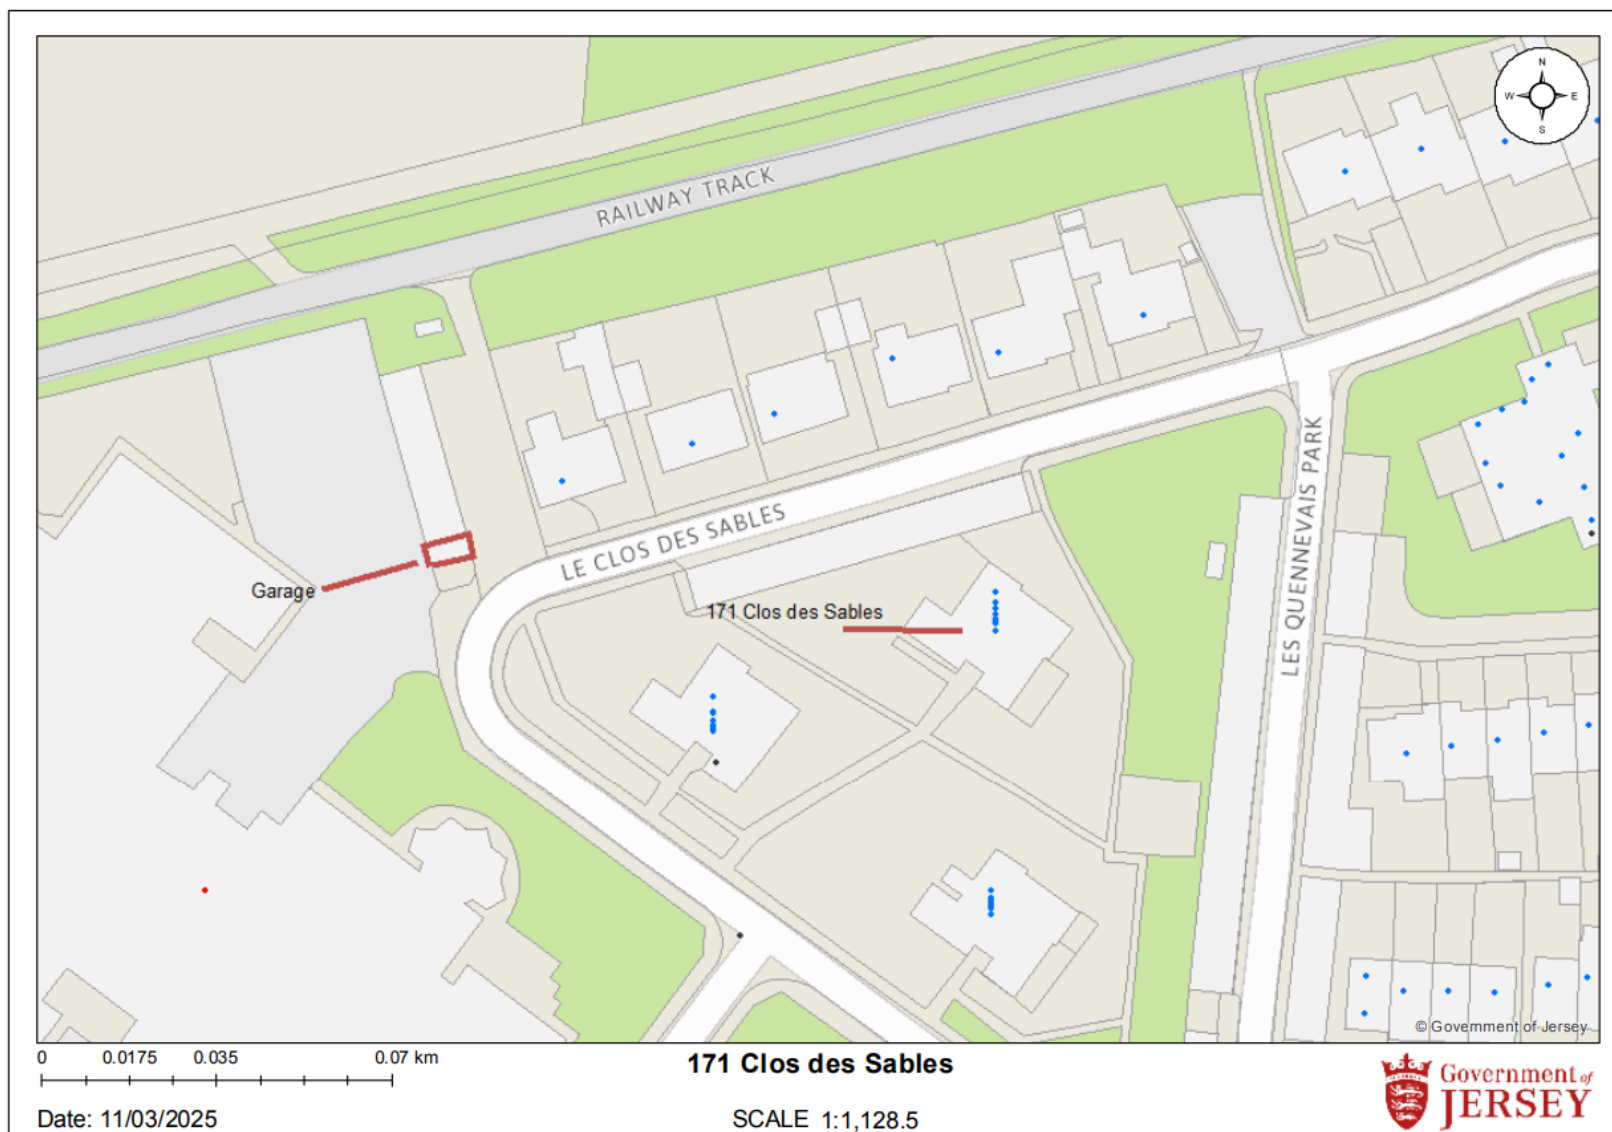 N
W E
S
RAILWAY TRACK
LES QUENNEVAIS PARK
LE CLOS DES SABLES
Garage
171 Clos des Sables
© Government of Jersey
0 0.0175 0.035 0.07 km
171 Clos des Sables
Date: 11/03/2025
SCALE 1:1,128.5
Government of
JERSEY